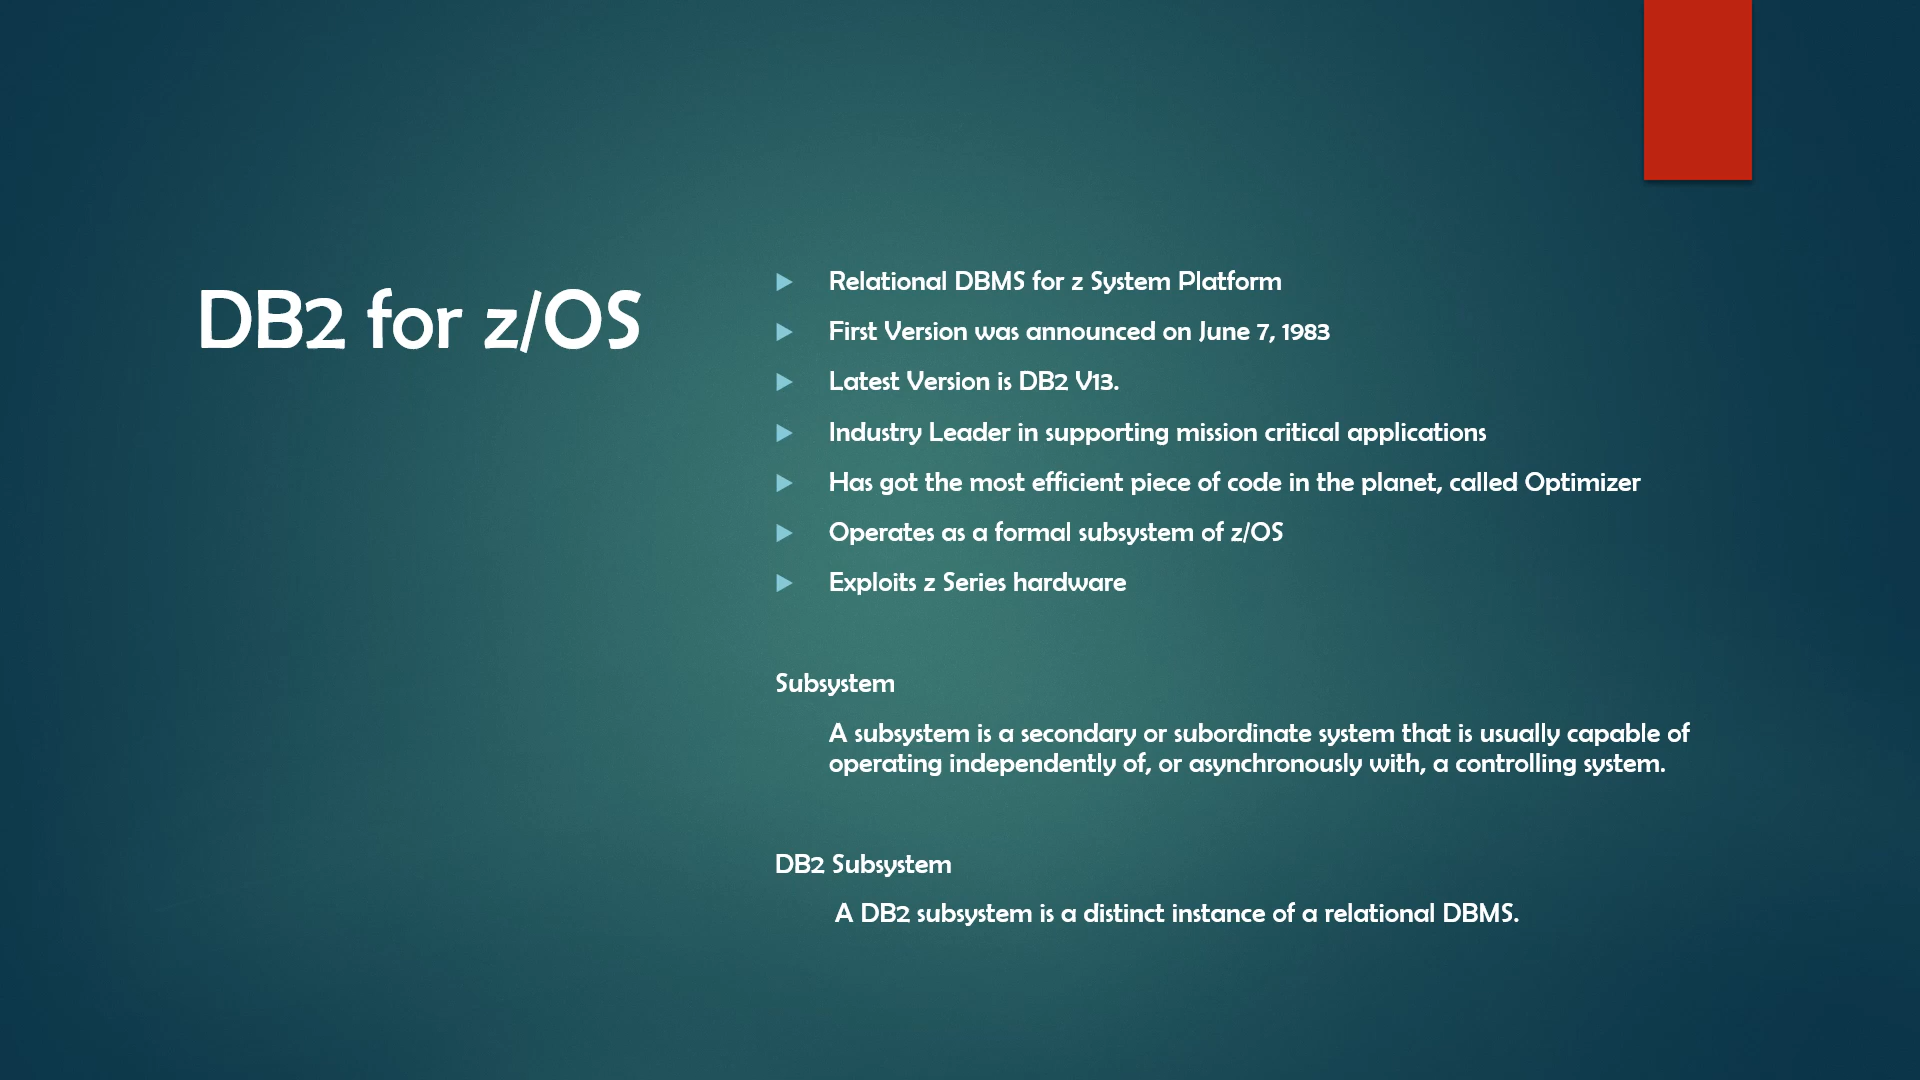 DB2 for z/OS
Relational DBMS for z System Platform
First Version was announced on June 7, 1983
Latest Version is DB2 V13.
Industry Leader in supporting mission critical applications
Has got the most efficient piece of code in the planet, called Optimizer
Operates as a formal subsystem of z/OS
Exploits z Series hardware
Subsystem
A subsystem is a secondary or subordinate system that is usually capable of
operating independently of, or asynchronously with, a controlling system.
DB2 Subsystem
A DB2 subsystem is a distinct instance of a relational DBMS.